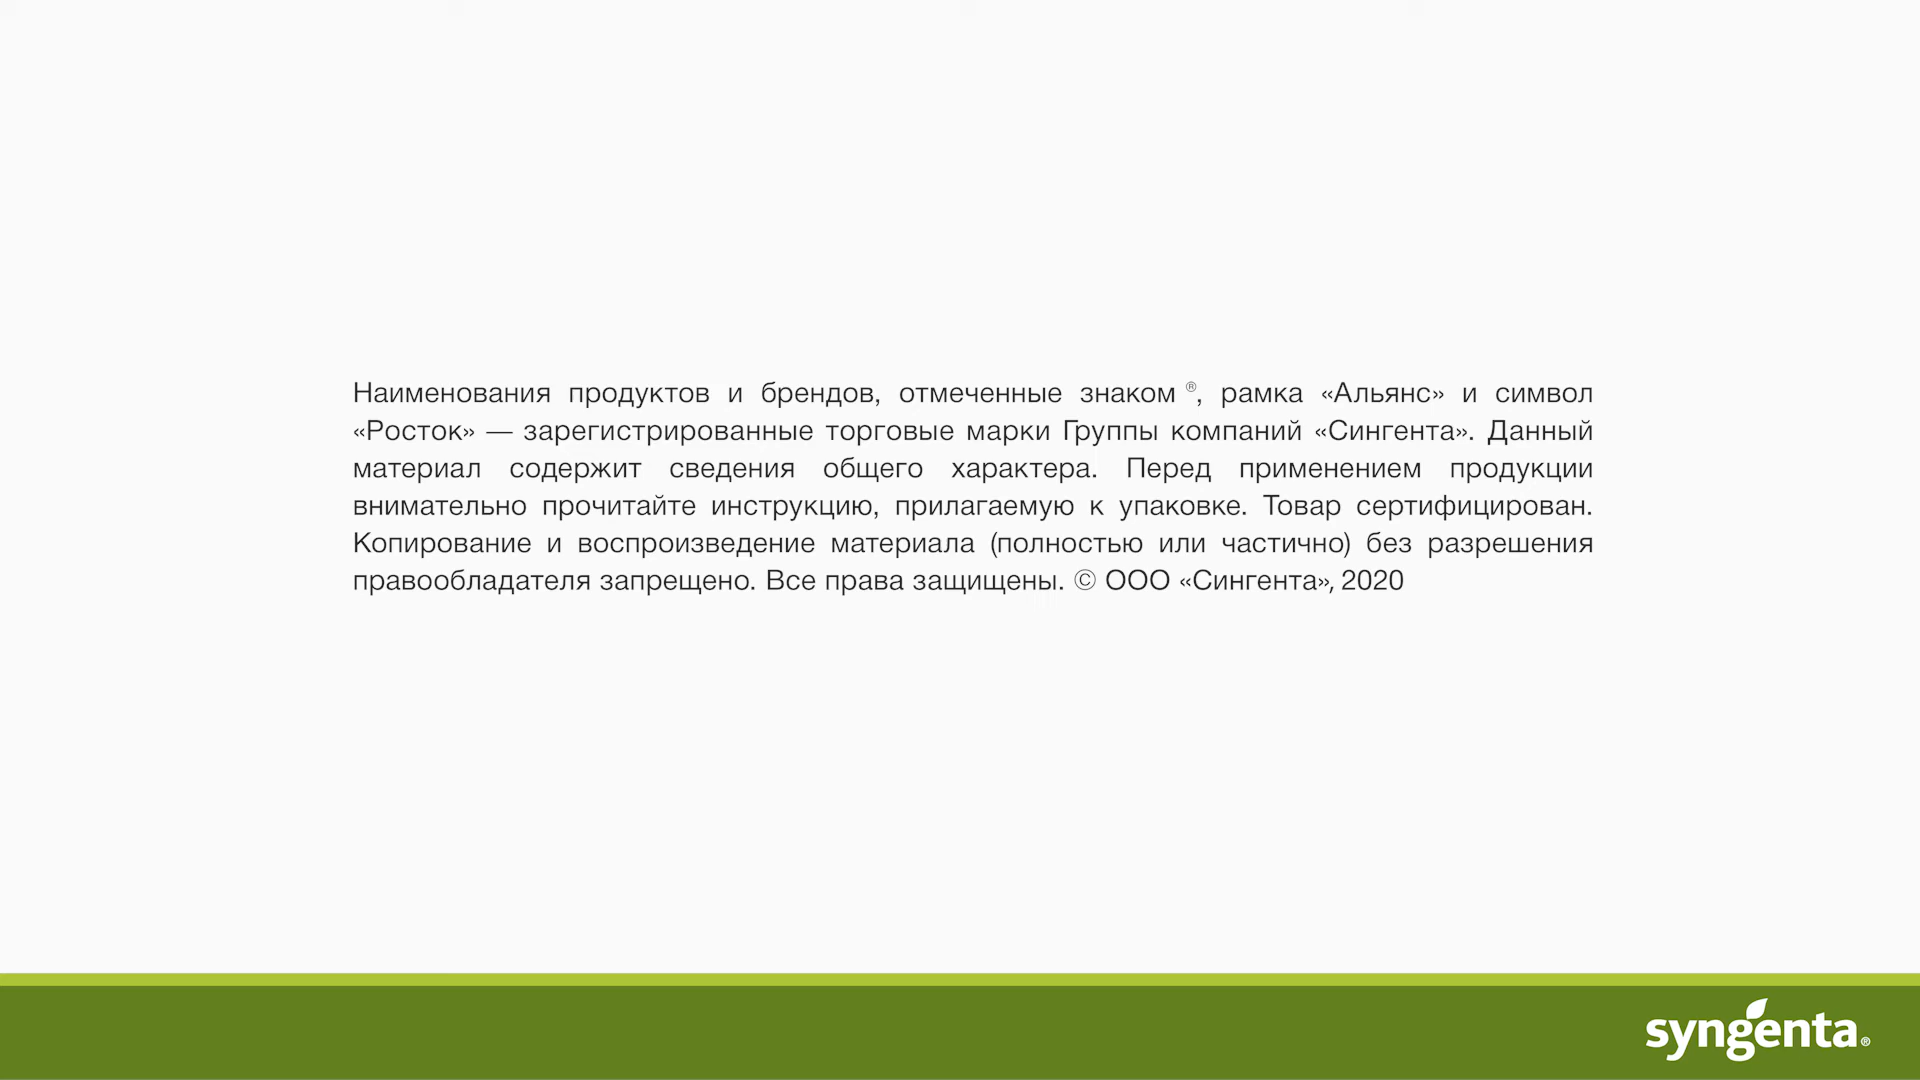 Наименования продуктов и брендов, отмеченные знаком ®, рамка «Альянс» и символ
«Росток» — зарегистрированные торговые марки Группы компаний «Сингента». Данный
материал содержит сведения общего характера. Перед применением продукции
внимательно прочитайте инструкцию, прилагаемую к упаковке. Товар сертифицирован.
Копирование и воспроизведение материала (полностью или частично) без разрешения
правообладателя запрещено. Все права защищены. © ООО «Сингента», 2020
syngenta®